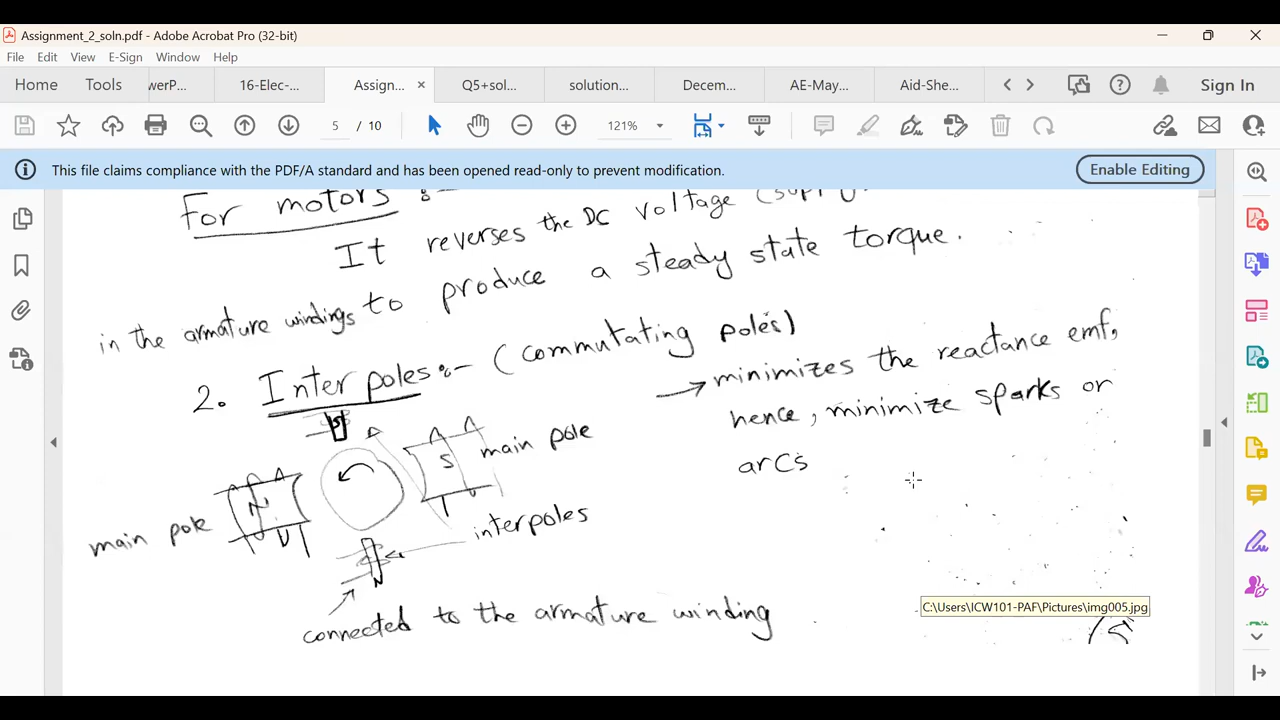 Assignment_2_soln.pdf - Adobe Acrobat Pro (32-bit)
File Edit View Window E-Sign Help
Home Tools werP... 16-Elec-... Assign... × Q5+sol... solution... Decem... AE-May... Aid-She... Sign In
5 / 10 121%
This file claims compliance with the PDF/A standard and has been opened read-only to prevent modification. Enable Editing
For motors :-
It reverses the DC voltage (supply
in the armature windings to produce a steady state torque.
2. Interpoles :- (commutating poles)
→ minimizes the reactance emf,
hence, minimize sparks or
arcs
S
main pole
N
main pole
interpoles
N
connected to the armature winding
C:\Users\ICW101-PAF\Pictures\img005.jpg